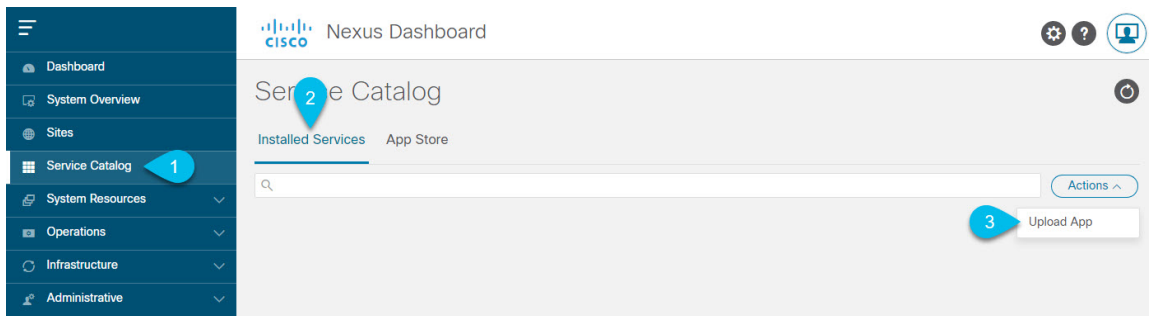 CISCO Nexus Dashboard
?
Dashboard
System Overview
Sites
Service Catalog
1
System Resources
Operations
Infrastructure
Administrative
Ser e Catalog
2
Installed Services App Store
Actions
3
Upload App